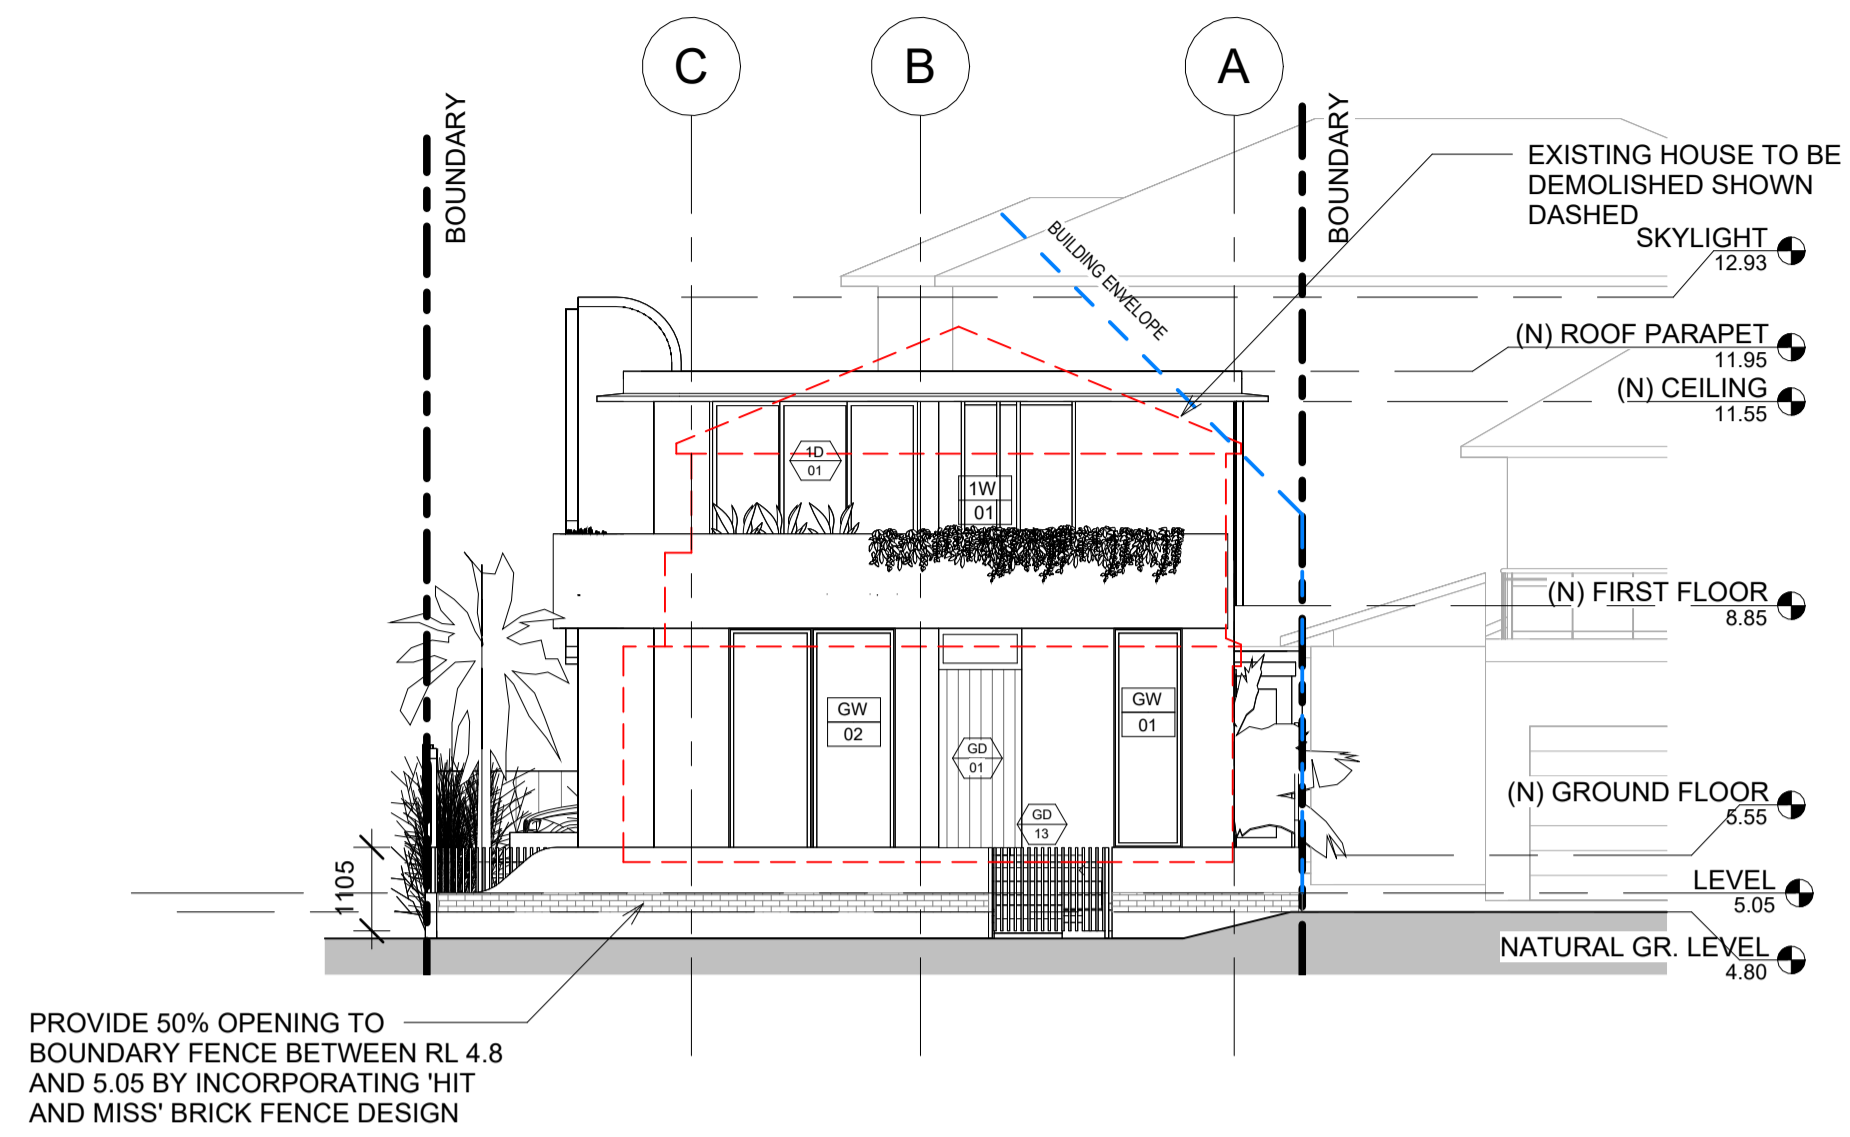 C
B
A
BOUNDARY
BOUNDARY
EXISTING HOUSE TO BE
DEMOLISHED SHOWN
DASHED
SKYLIGHT
12.93
BUILDING ENVELOPE
(N) ROOF PARAPET
11.95
(N) CEILING
11.55
1D
01
1W
01
(N) FIRST FLOOR
8.85
GW
02
GW
01
GD
01
GD
13
(N) GROUND FLOOR
5.55
1105
LEVEL
5.05
NATURAL GR. LEVEL
4.80
PROVIDE 50% OPENING TO
BOUNDARY FENCE BETWEEN RL 4.8
AND 5.05 BY INCORPORATING 'HIT
AND MISS' BRICK FENCE DESIGN